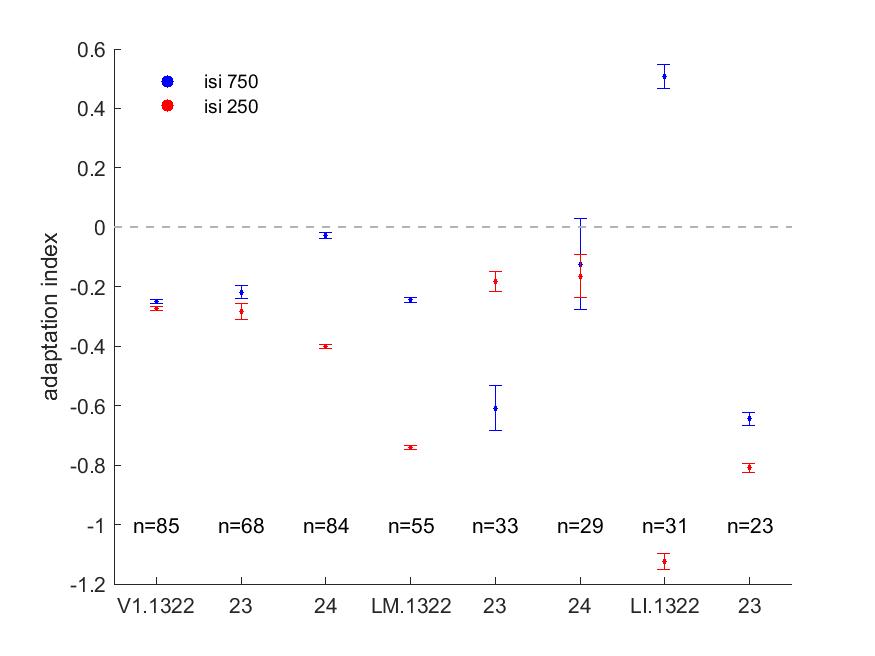 0.6
0.4
0.2
0
-0.2
-0.4
-0.6
-0.8
-1
-1.2
adaptation index
isi 750
isi 250
n=85 n=68 n=84 n=55 n=33 n=29 n=31 n=23
V1.1322 23 24 LM.1322 23 24 LI.1322 23